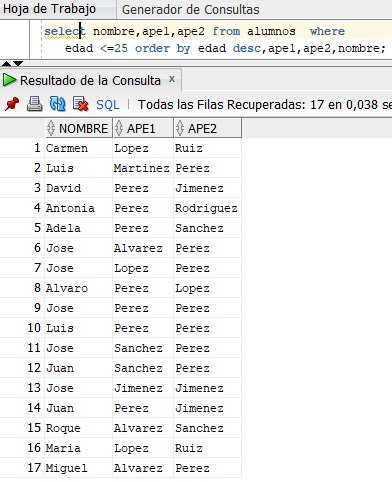 Hoja de Trabajo Generador de Consultas
select nombre,ape1,ape2 from alumnos where
edad <=25 order by edad desc,ape1,ape2,nombre;
Resultado de la Consulta x
SQL | Todas las Filas Recuperadas: 17 en 0,038 se
NOMBRE APE1 APE2
1 Carmen Lopez Ruiz
2 Luis Martinez Perez
3 David Perez Jimenez
4 Antonia Perez Rodriguez
5 Adela Perez Sanchez
6 Jose Alvarez Perez
7 Jose Lopez Perez
8 Alvaro Perez Lopez
9 Jose Perez Perez
10 Luis Perez Perez
11 Jose Sanchez Perez
12 Juan Sanchez Perez
13 Jose Jimenez Jimenez
14 Juan Perez Jimenez
15 Roque Alvarez Sanchez
16 Maria Lopez Ruiz
17 Miguel Alvarez Perez